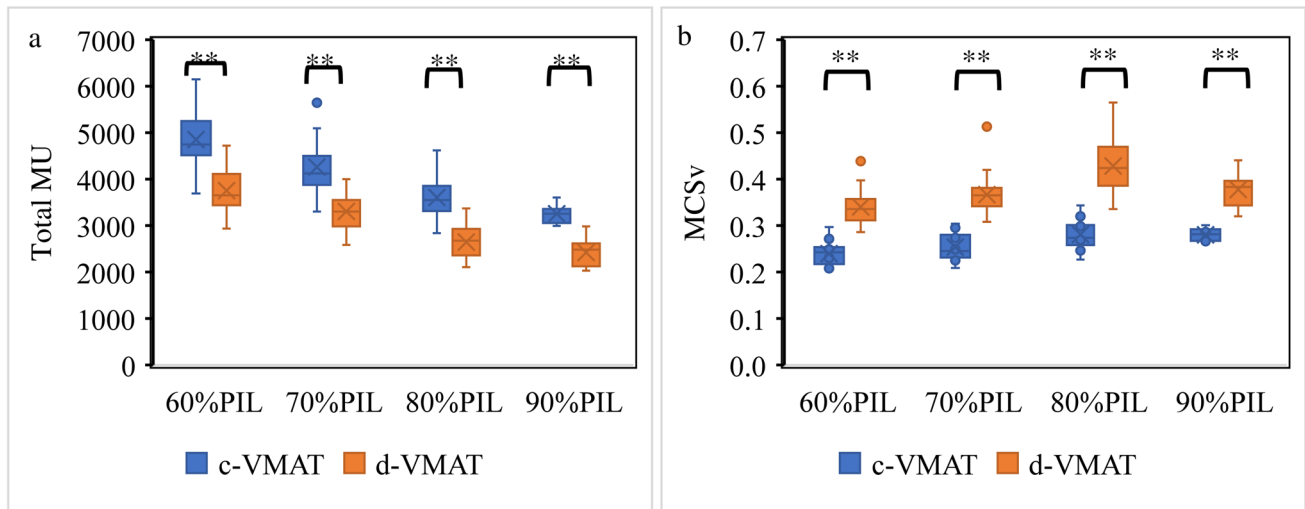 a
7000
6000
5000
4000
3000
2000
1000
0
Total MU
** ** ** **
60%PIL 70%PIL 80%PIL 90%PIL
c-VMAT d-VMAT
b
0.7
0.6
0.5
0.4
0.3
0.2
0.1
0.0
MCSv
** ** ** **
60%PIL 70%PIL 80%PIL 90%PIL
c-VMAT d-VMAT